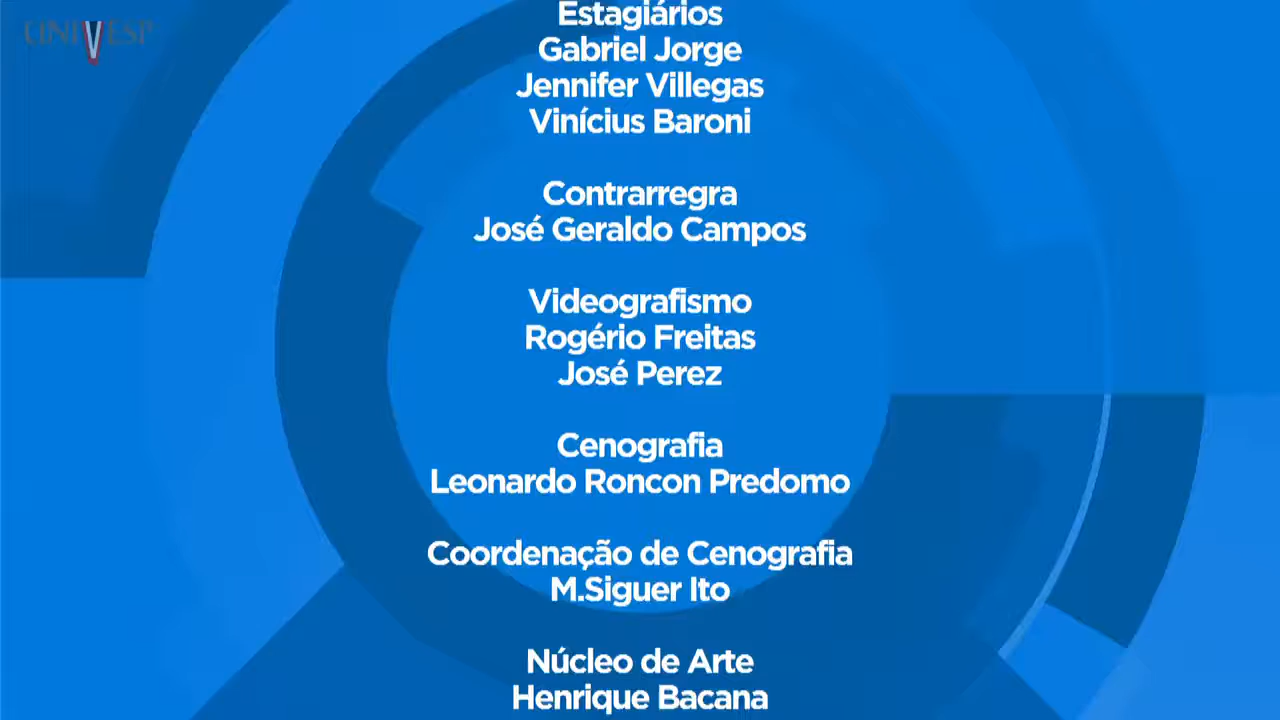 UNIVESP
Estagiários
Gabriel Jorge
Jennifer Villegas
Vinícius Baroni
Contrarregra
José Geraldo Campos
Videografismo
Rogério Freitas
José Perez
Cenografia
Leonardo Roncon Predomo
Coordenação de Cenografia
M.Siguer Ito
Núcleo de Arte
Henrique Bacana